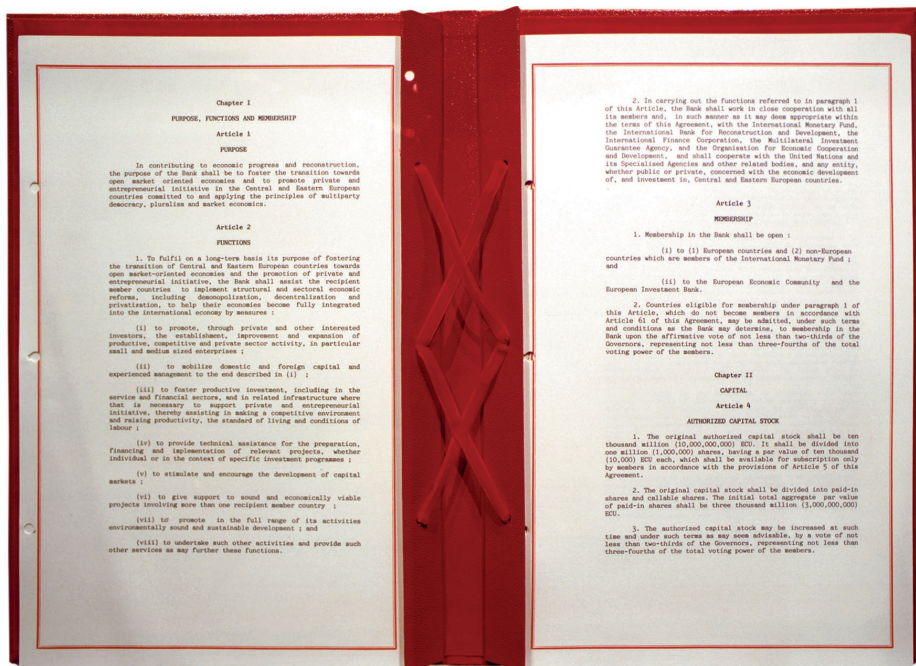 Chapter 1
PURPOSE, FUNCTIONS AND MEMBERSHIP
Article 1
PURPOSE
In contributing to economic progress and reconstruction,
the purpose of the Bank shall be to foster the transition towards
open market oriented economies and to promote private and
entrepreneurial initiative in the Central and Eastern European
countries committed to and applying the principles of multiparty
democracy, pluralism and market economics.
Article 2
FUNCTIONS
1. To fulfil on a long-term basis its purpose of fostering
the transition of Central and Eastern European countries towards
open market-oriented economies and the promotion of private and
entrepreneurial initiative, the Bank shall assist the recipient
member countries to implement structural and sectoral economic
reforms, including demonopolization, decentralization and
privatization, to help their economies become fully integrated
into the international economy by measures :
(i) to promote, through private and other interested
investors, the establishment, improvement and expansion of
productive, competitive and private sector activity, in particular
small and medium sized enterprises ;
(ii) to mobilize domestic and foreign capital and
experienced management to the end described in (i) ;
(iii) to foster productive investment, including in the
service and financial sectors, and in related infrastructure where
that is necessary to support private and entrepreneurial
initiative, thereby assisting in making a competitive environment
and raising productivity, the standard of living and conditions of
labour ;
(iv) to provide technical assistance for the preparation,
financing and implementation of relevant projects, whether
individual or in the context of specific investment programmes ;
(v) to stimulate and encourage the development of capital
markets ;
(vi) to give support to sound and economically viable
projects involving more than one recipient member country ;
(vii) to promote in the full range of its activities
environmentally sound and sustainable development ; and
(viii) to undertake such other activities and provide such
other services as may further these functions.
2. In carrying out the functions referred to in paragraph 1
of this Article, the Bank shall work in close cooperation with all
its members and, in such manner as it may deem appropriate within
the terms of this Agreement, with the International Monetary Fund,
the International Bank for Reconstruction and Development, the
International Finance Corporation, the Multilateral Investment
Guarantee Agency, and the Organisation for Economic Cooperation
and Development, and shall cooperate with the United Nations and
its Specialised Agencies and other related bodies, and any entity,
whether public or private, concerned with the economic development
of, and investment in, Central and Eastern European countries.
Article 3
MEMBERSHIP
1. Membership in the Bank shall be open :
(i) to (1) European countries and (2) non-European
countries which are members of the International Monetary Fund ;
and
(ii) to the European Economic Community and the
European Investment Bank.
2. Countries eligible for membership under paragraph 1 of
this Article, which do not become members in accordance with
Article 61 of this Agreement, may be admitted, under such terms
and conditions as the Bank may determine, to membership in the
Bank upon the affirmative vote of not less than two-thirds of the
Governors, representing not less than three-fourths of the total
voting power of the members.
Chapter II
CAPITAL
Article 4
AUTHORIZED CAPITAL STOCK
1. The original authorized capital stock shall be ten
thousand million (10,000,000,000) ECU. It shall be divided into
one million (1,000,000) shares, having a par value of ten thousand
(10,000) ECU each, which shall be available for subscription only
by members in accordance with the provisions of Article 5 of this
Agreement.
2. The original capital stock shall be divided into paid-in
shares and callable shares. The initial total aggregate par value
of paid-in shares shall be three thousand million (3,000,000,000)
ECU.
3. The authorized capital stock may be increased at such
time and under such terms as may seem advisable, by a vote of not
less than two-thirds of the Governors, representing not less than
three-fourths of the total voting power of the members.